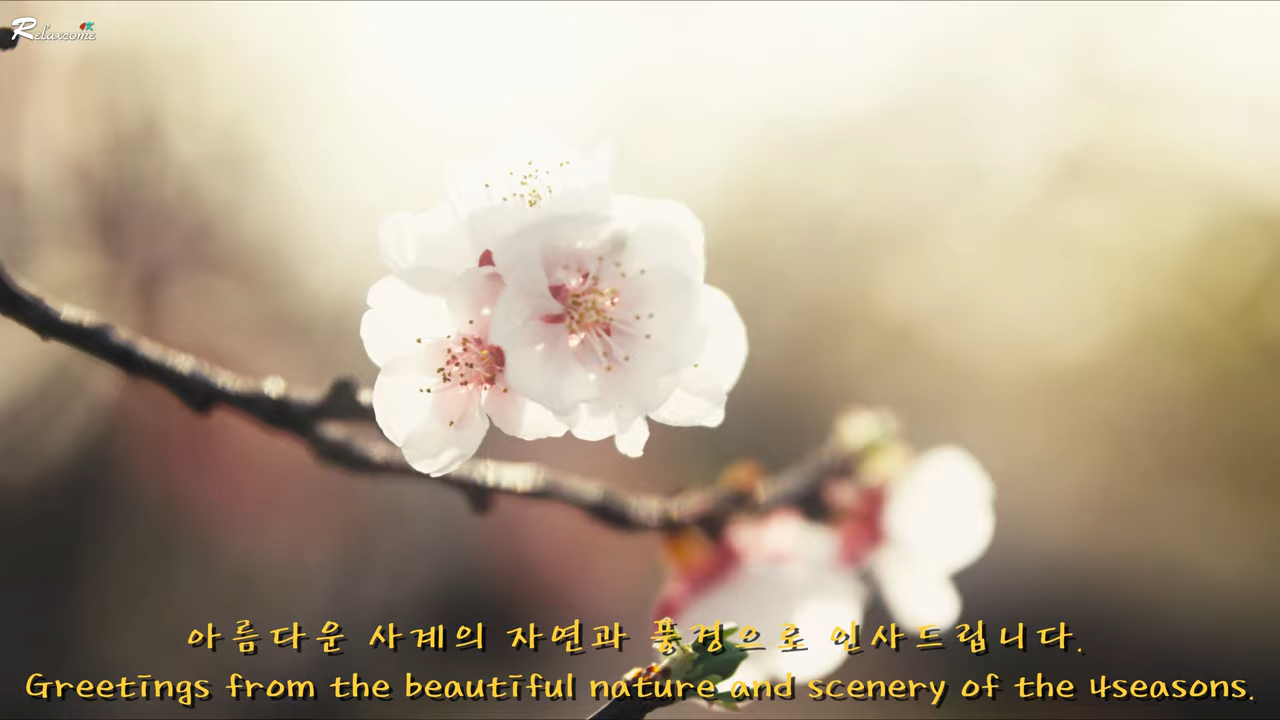 Relaxcome 4K
아름다운 사계의 자연과 풍경으로 인사드립니다.
Greetings from the beautiful nature and scenery of the 4seasons.